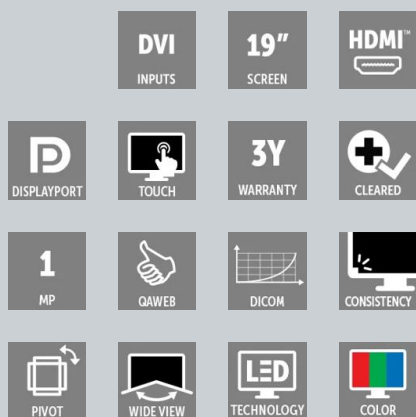 DVI
INPUTS
19"
SCREEN
HDMI™
DISPLAYPORT
TOUCH
3Y
WARRANTY
CLEARED
1
MP
QAWEB
DICOM
CONSISTENCY
PIVOT
WIDE VIEW
LED
TECHNOLOGY
COLOR